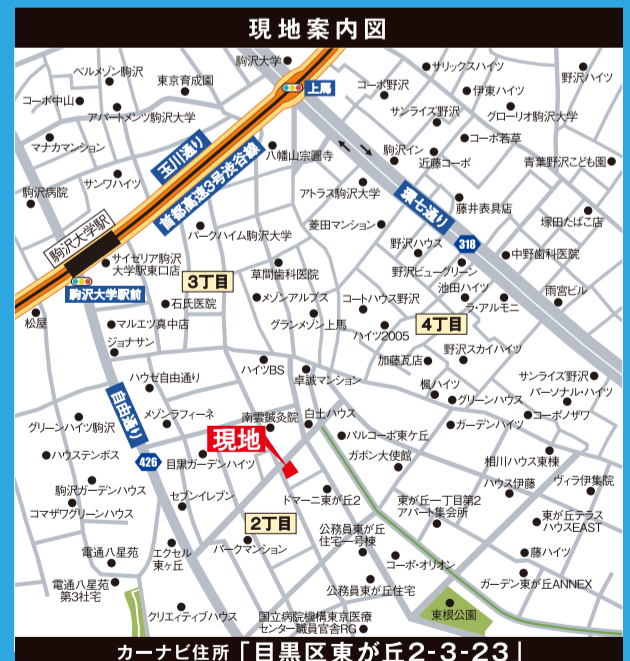 現地案内図
駒沢大学
サリックスハイツ
野沢ハイツ
ベルメゾン駒沢
東京育成園
コーポ野沢
伊東ハイツ
コーポ中山
上馬
アパートメンツ駒沢大学
サンライズ野沢
グローリオ駒沢大学
マナカマンション
玉川通り
八幡山宗圓寺
駒沢イン
コーポ若草
近藤コーポ
青葉野沢こども園
駒沢病院
サンワハイツ
首都高速3号渋谷線
アトラス駒沢大学
環七通り
藤井表具店
塚田たばこ店
菱田マンション
駒沢大学駅
パークハイム駒沢大学
野沢ハウス
318
中野歯科医院
サイゼリア駒沢
大学駅東口店
草間歯科医院
野沢ビューグリーン
3丁目
池田ハイツ
雨宮ビル
駒沢大学駅前
石氏医院
メゾンアルプス
コートハウス野沢
ラ・アルモニ
松屋
マルエツ真中店
グランメゾン上馬
4丁目
ジョナサン
ハイツ2005
野沢スカイハイツ
加藤瓦店
ハイツBS
卓誠マンション
ハウゼ自由通り
楓ハイツ
サンライズ野沢
パーソナル・ハイツ
自由通り
グリーンハウス
メゾンラフィーネ
南雲鍼灸院
白土ハウス
コーポノザワ
グリーンハイツ駒沢
ガーデンハイツ
現地
パルコーポ東ケ丘
ハウステンボス
426
目黒ガーデンハイツ
ガボン大使館
相川ハウス東棟
駒沢ガーデンハウス
セブンイレブン
ドマーニ東が丘2
ハウス伊藤
ヴィラ伊集院
コマザワグリーンハウス
東が丘一丁目第2
アパート集会所
東が丘テラス
ハウスEAST
2丁目
公務員東が丘
住宅一号棟
電通八星苑
エクセル
東ヶ丘
パークマンション
コーポ・オリオン
藤ハイツ
電通八星苑
第3社宅
公務員東が丘住宅
ガーデン東が丘ANNEX
クリエィティブハウス
国立病院機構東京医療
センター職員官舎RG
東根公園
カーナビ住所「目黒区東が丘2-3-23」